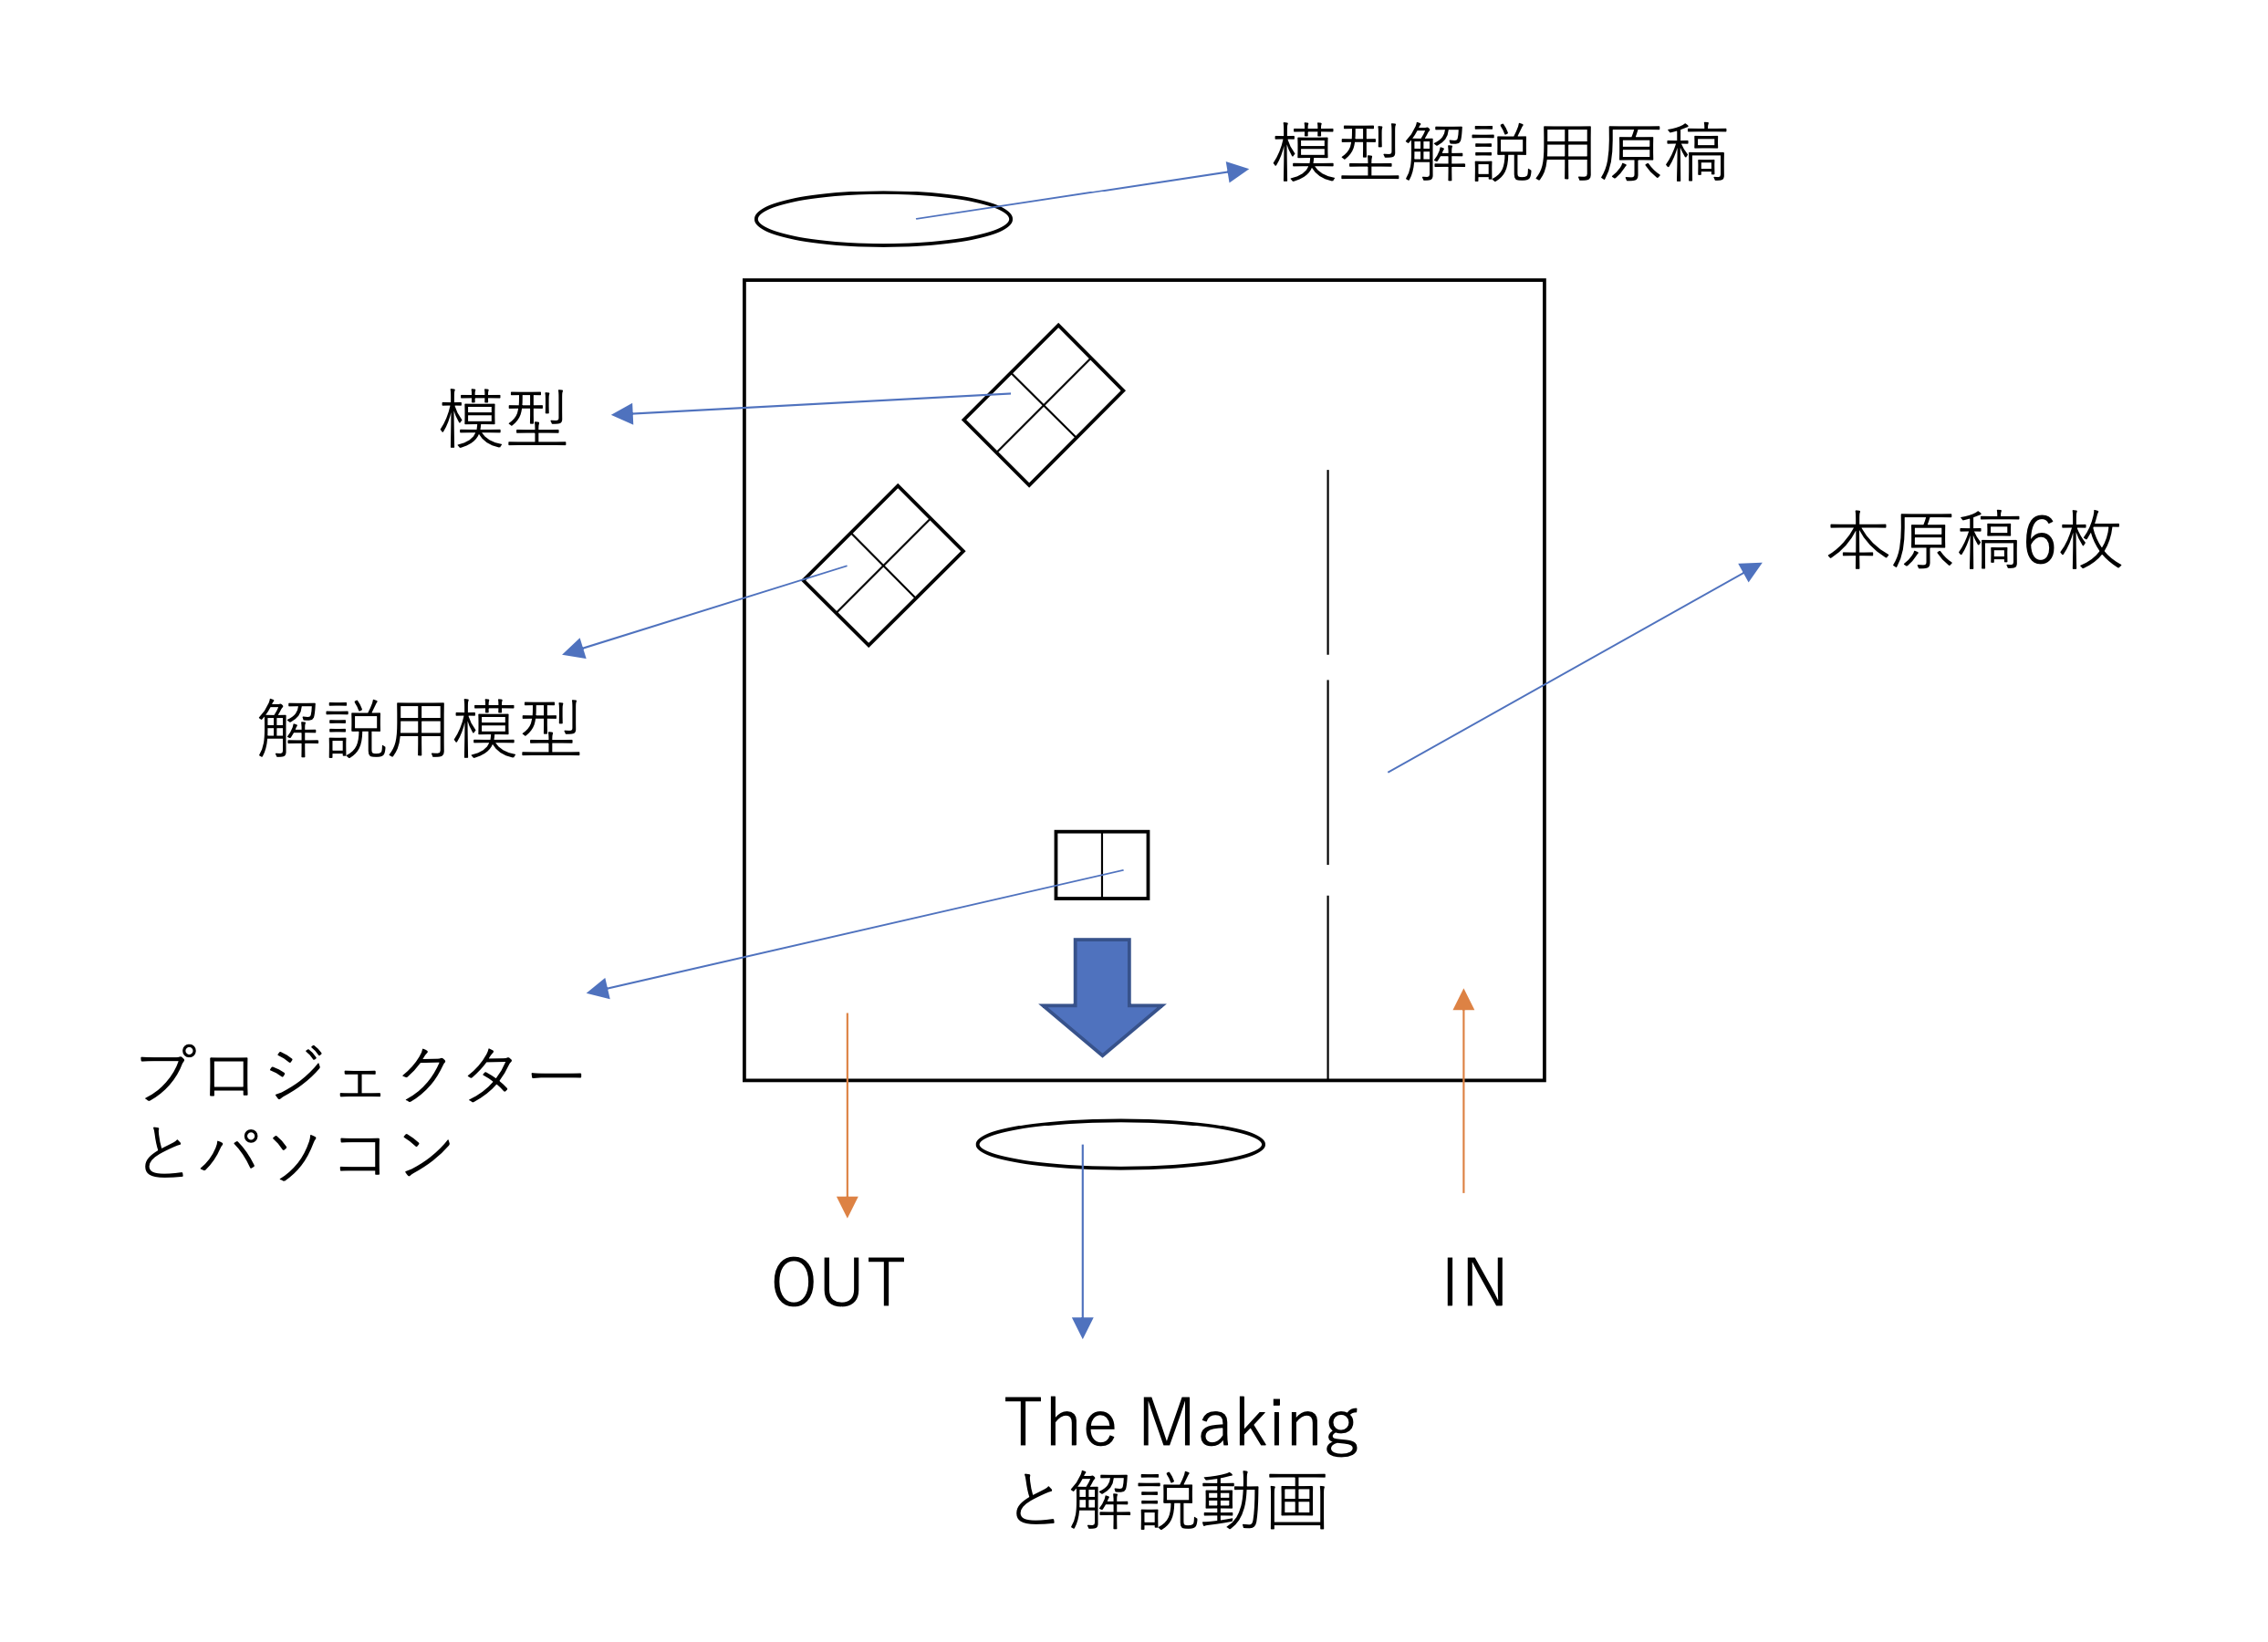 模型解説用原稿
模型
本原稿6枚
解説用模型
プロジェクター
とパソコン
OUT
IN
The Making
と解説動画